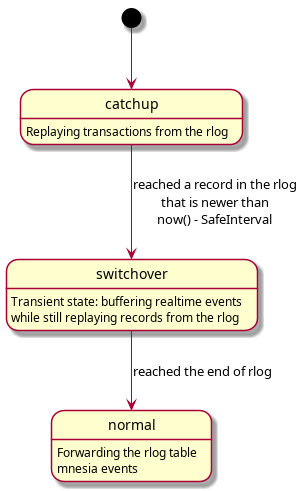 catchup
Replaying transactions from the rlog
reached a record in the rlog
that is newer than
now() - SafeInterval
switchover
Transient state: buffering realtime events
while still replaying records from the rlog
reached the end of rlog
normal
Forwarding the rlog table
mnesia events